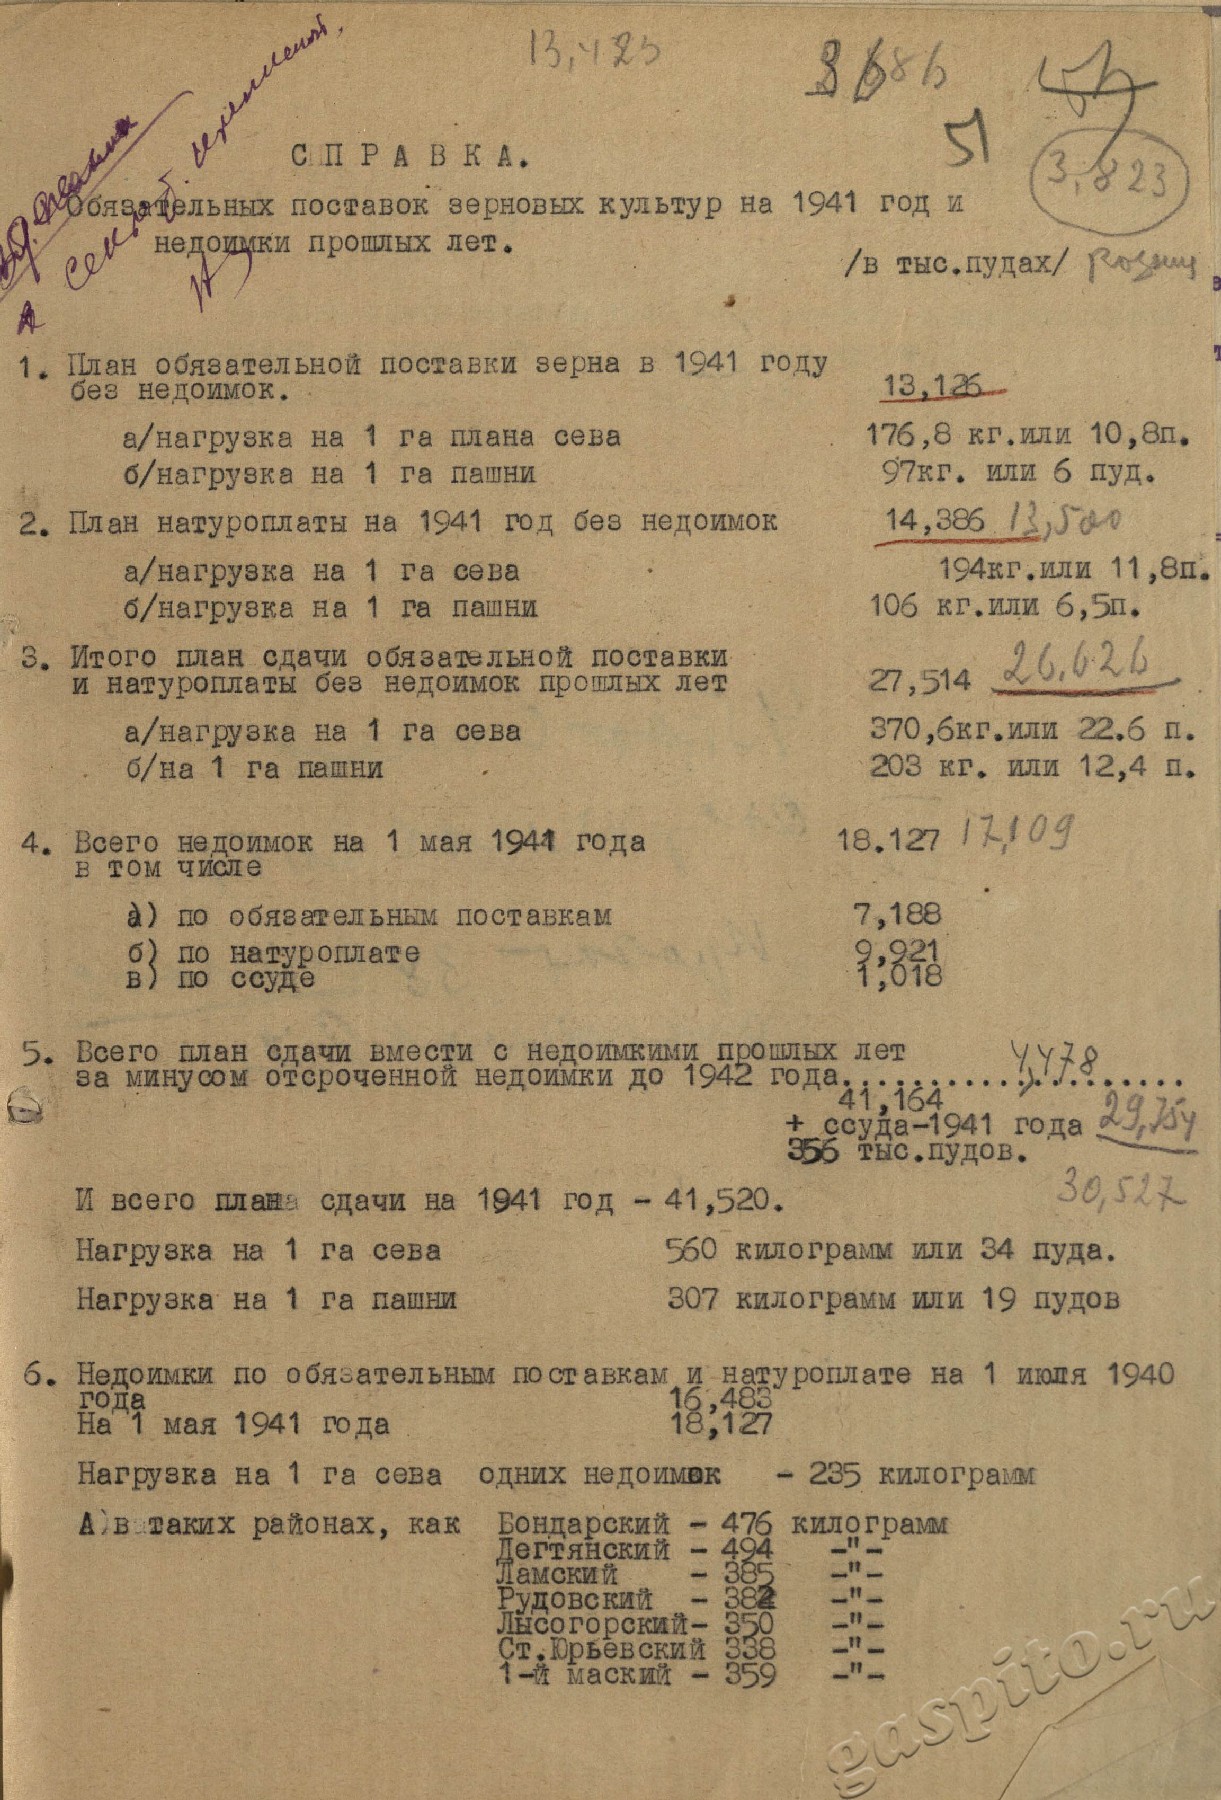 13,423
3686
51
3,823
СПРАВКА.
Обязательных поставок зерновых культур на 1941 год и
недоимки прошлых лет.
/в тыс.пудах/
1. План обязательной поставки зерна в 1941 году
без недоимок. 13,126
а/нагрузка на 1 га плана сева 176,8 кг.или 10,8п.
б/нагрузка на 1 га пашни 97кг. или 6 пуд.
2. План натуроплаты на 1941 год без недоимок 14,386 13,500
а/нагрузка на 1 га сева 194кг.или 11,8п.
б/нагрузка на 1 га пашни 106 кг.или 6,5п.
3. Итого план сдачи обязательной поставки
и натуроплаты без недоимок прошлых лет 27,514 26.626
а/нагрузка на 1 га сева 370,6кг.или 22.6 п.
б/на 1 га пашни 203 кг. или 12,4 п.
4. Всего недоимок на 1 мая 1941 года 18.127 17,109
в том числе
а) по обязательным поставкам 7,188
б) по натуроплате 9,921
в) по ссуде 1,018
5. Всего план сдачи вмести с недоимкими прошлых лет 4,478
за минусом отсроченной недоимки до 1942 года.....................
41,164
+ ссуда-1941 года 29,754
356 тыс.пудов.
И всего плана сдачи на 1941 год - 41,520. 30,527
Нагрузка на 1 га сева 560 килограмм или 34 пуда.
Нагрузка на 1 га пашни 307 килограмм или 19 пудов
6. Недоимки по обязательным поставкам и натуроплате на 1 июля 1940
года 16,483
На 1 мая 1941 года 18,127
Нагрузка на 1 га сева одних недоимок - 235 килограмм
А)в таких районах, как Бондарский - 476 килограмм
Дегтянский - 494 -"-
Ламский - 385 -"-
Рудовский - 382 -"-
Лысогорский- 350 -"-
Ст.Юрьевский 338 -"-
1-й маский - 359 -"-
gaspito.ru